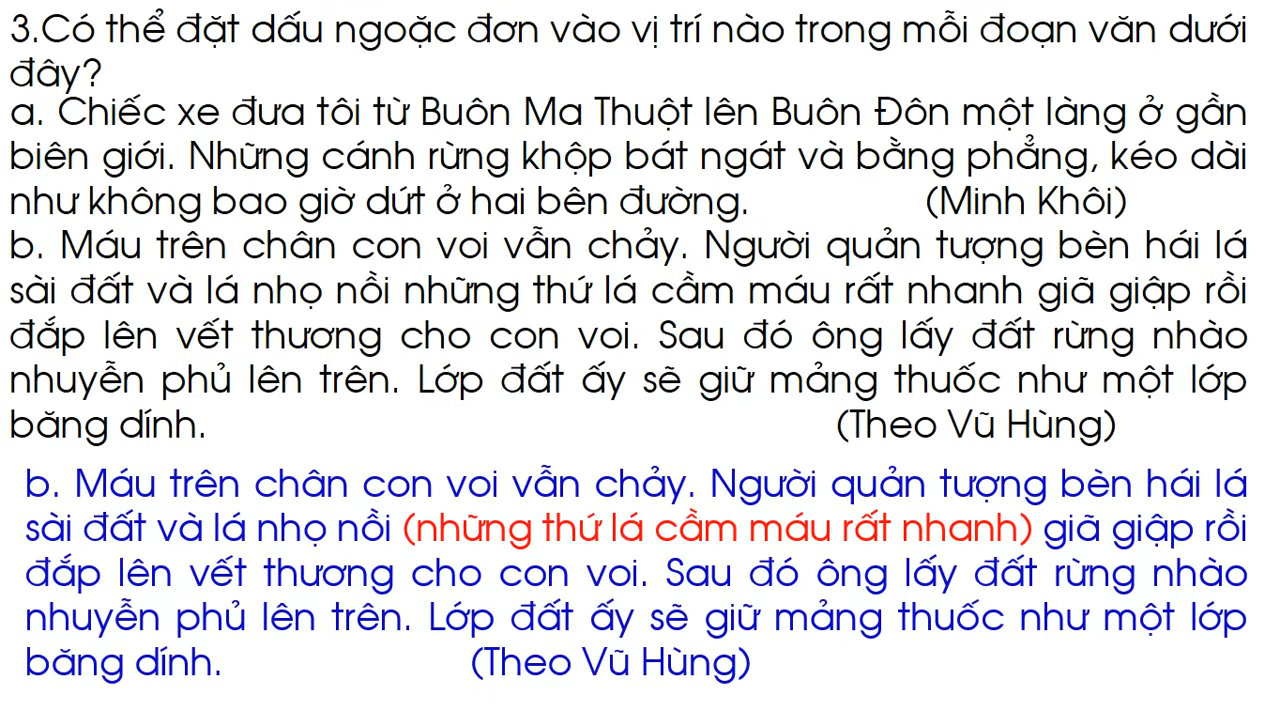 3.Có thể đặt dấu ngoặc đơn vào vị trí nào trong mỗi đoạn văn dưới
đây?
a. Chiếc xe đưa tôi từ Buôn Ma Thuột lên Buôn Đôn một làng ở gần
biên giới. Những cánh rừng khộp bát ngát và bằng phẳng, kéo dài
như không bao giờ dứt ở hai bên đường. (Minh Khôi)
b. Máu trên chân con voi vẫn chảy. Người quản tượng bèn hái lá
sài đất và lá nhọ nồi những thứ lá cầm máu rất nhanh giã giập rồi
đắp lên vết thương cho con voi. Sau đó ông lấy đất rừng nhào
nhuyễn phủ lên trên. Lớp đất ấy sẽ giữ mảng thuốc như một lớp
băng dính. (Theo Vũ Hùng)
b. Máu trên chân con voi vẫn chảy. Người quản tượng bèn hái lá
sài đất và lá nhọ nồi (những thứ lá cầm máu rất nhanh) giã giập rồi
đắp lên vết thương cho con voi. Sau đó ông lấy đất rừng nhào
nhuyễn phủ lên trên. Lớp đất ấy sẽ giữ mảng thuốc như một lớp
băng dính. (Theo Vũ Hùng)